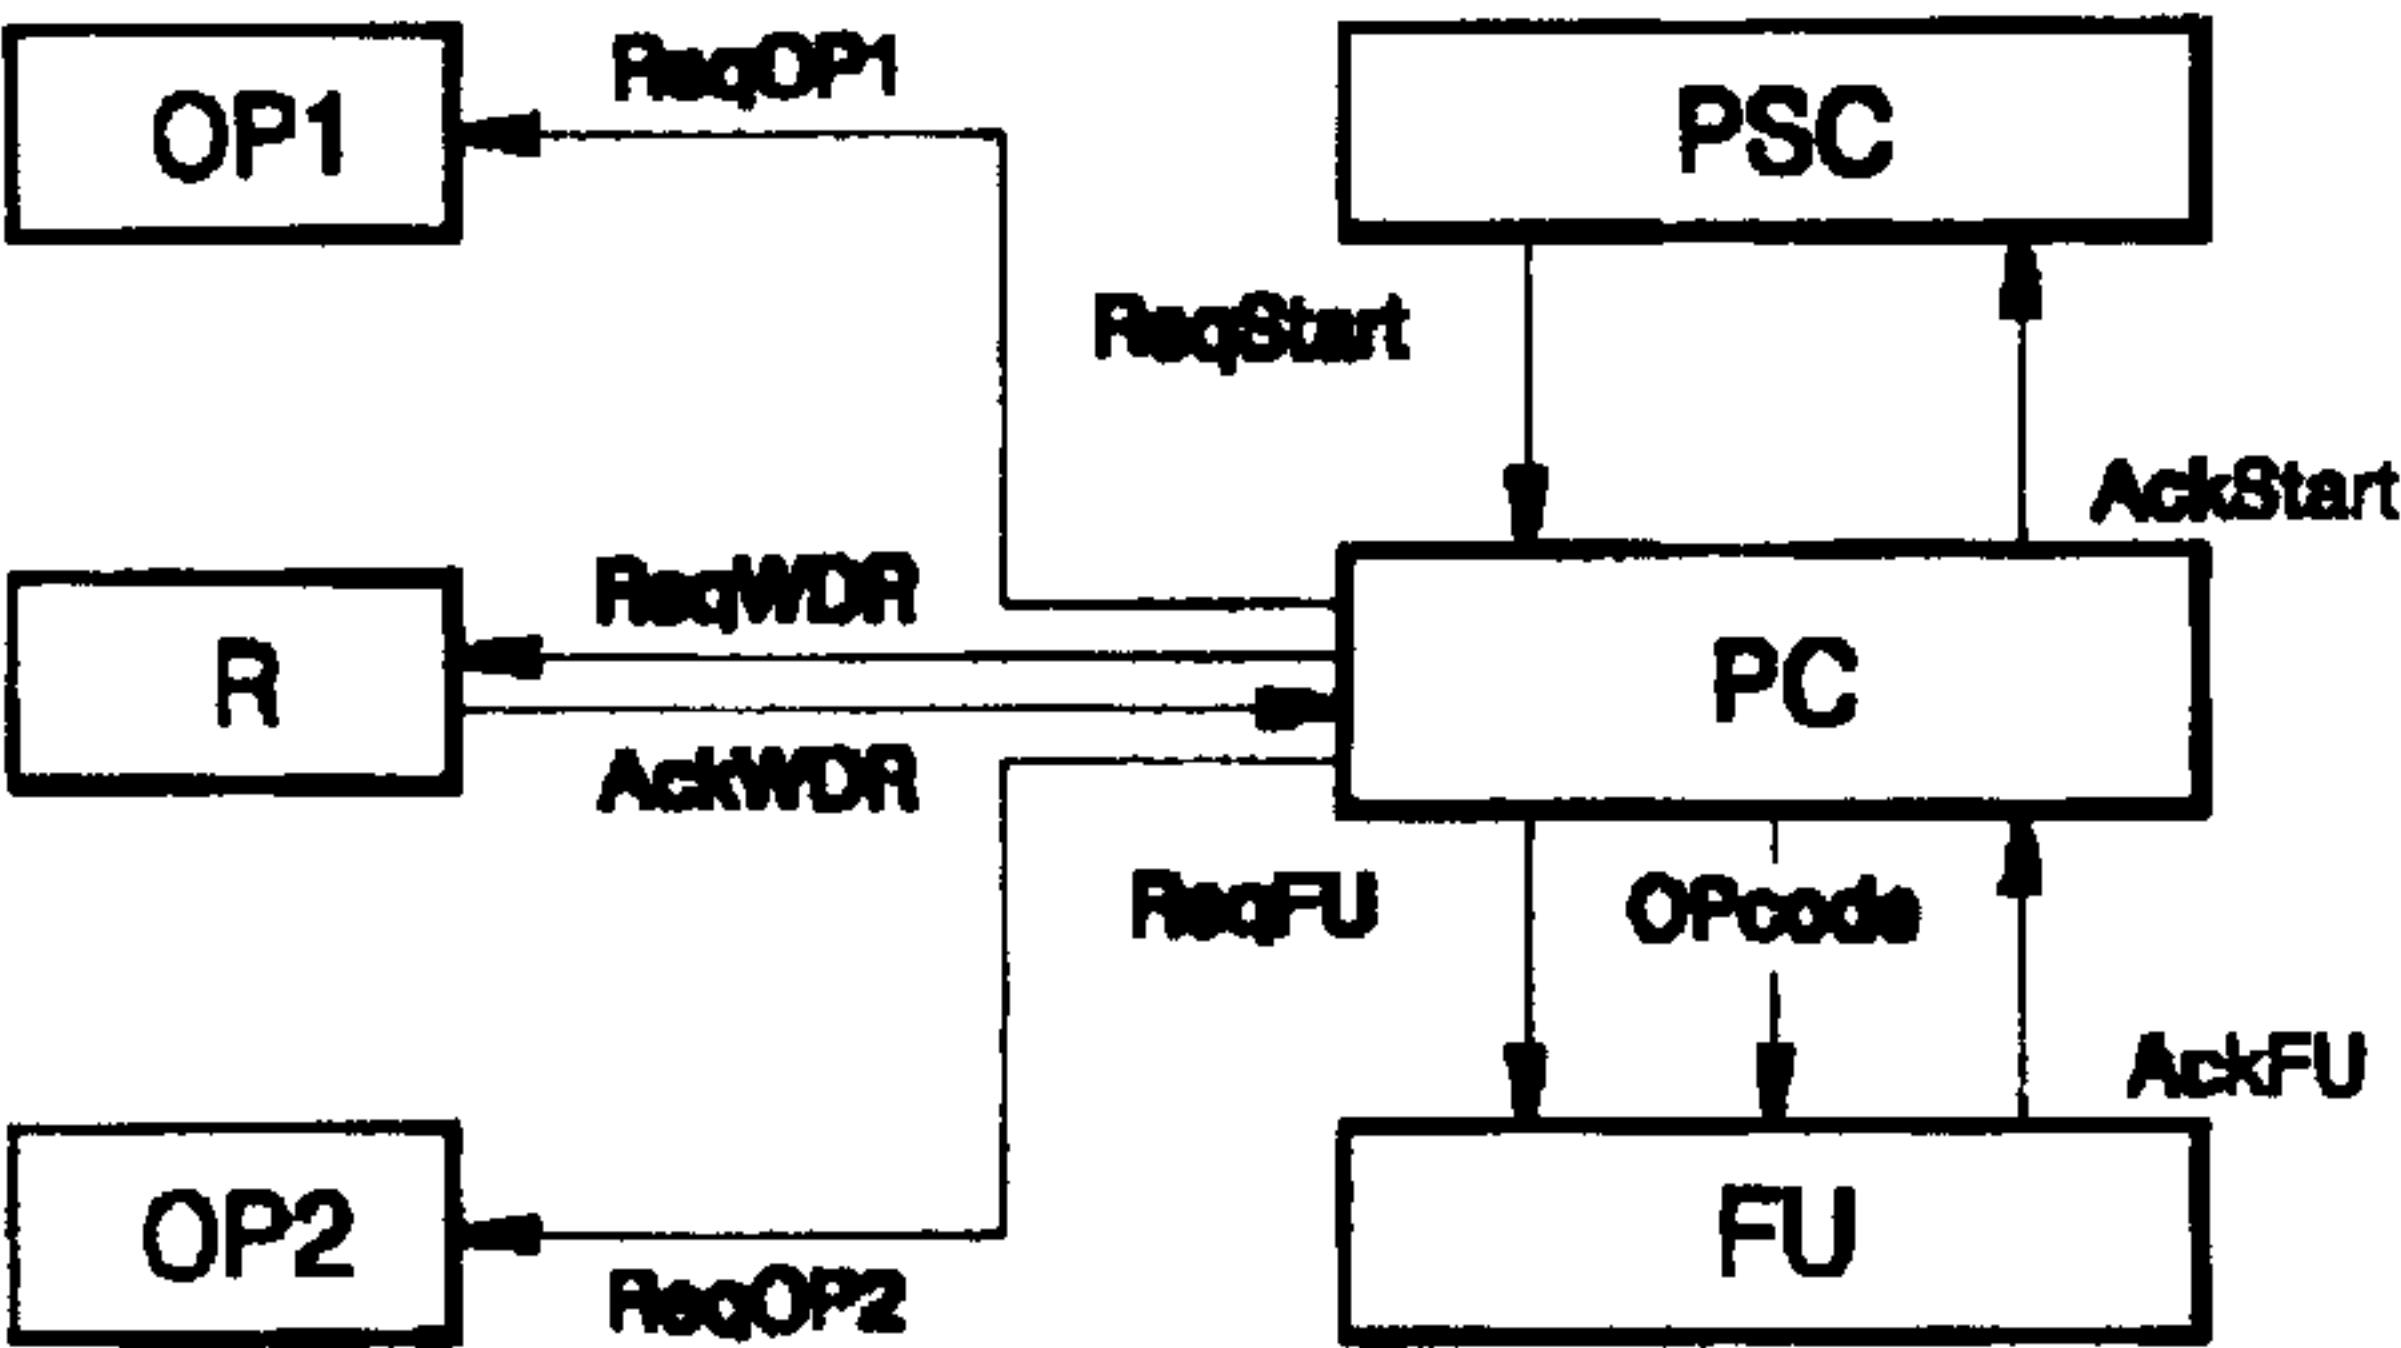 OP1
ReqOP1
PSC
ReqStart
AckStart
ReqWDR
R
PC
AckWDR
ReqFU
OPcode
AckFU
OP2
FU
ReqOP2